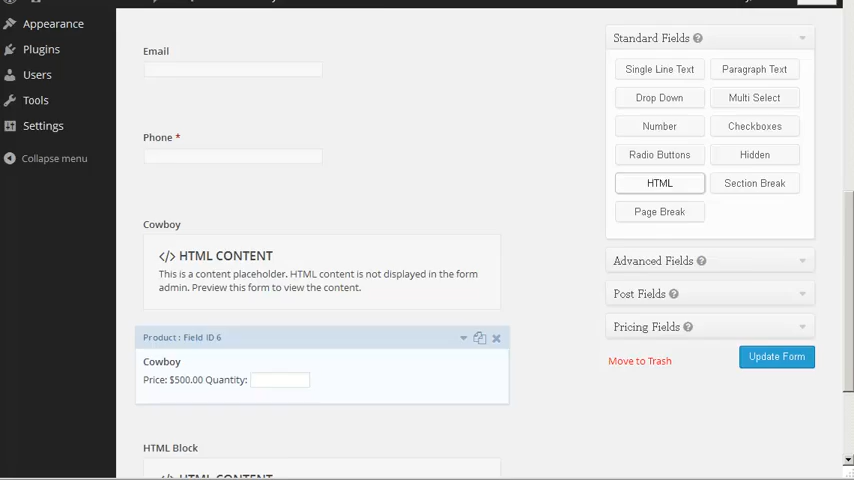 Appearance
Plugins
Users
Tools
Settings
Collapse menu
Email
Phone *
Cowboy
</> HTML CONTENT
This is a content placeholder. HTML content is not displayed in the form
admin. Preview this form to view the content.
Product : Field ID 6
Cowboy
Price: $500.00 Quantity:
HTML Block
HTML CONTENT
Standard Fields
Single Line Text
Paragraph Text
Drop Down
Multi Select
Number
Checkboxes
Radio Buttons
Hidden
HTML
Section Break
Page Break
Advanced Fields
Post Fields
Pricing Fields
Move to Trash
Update Form